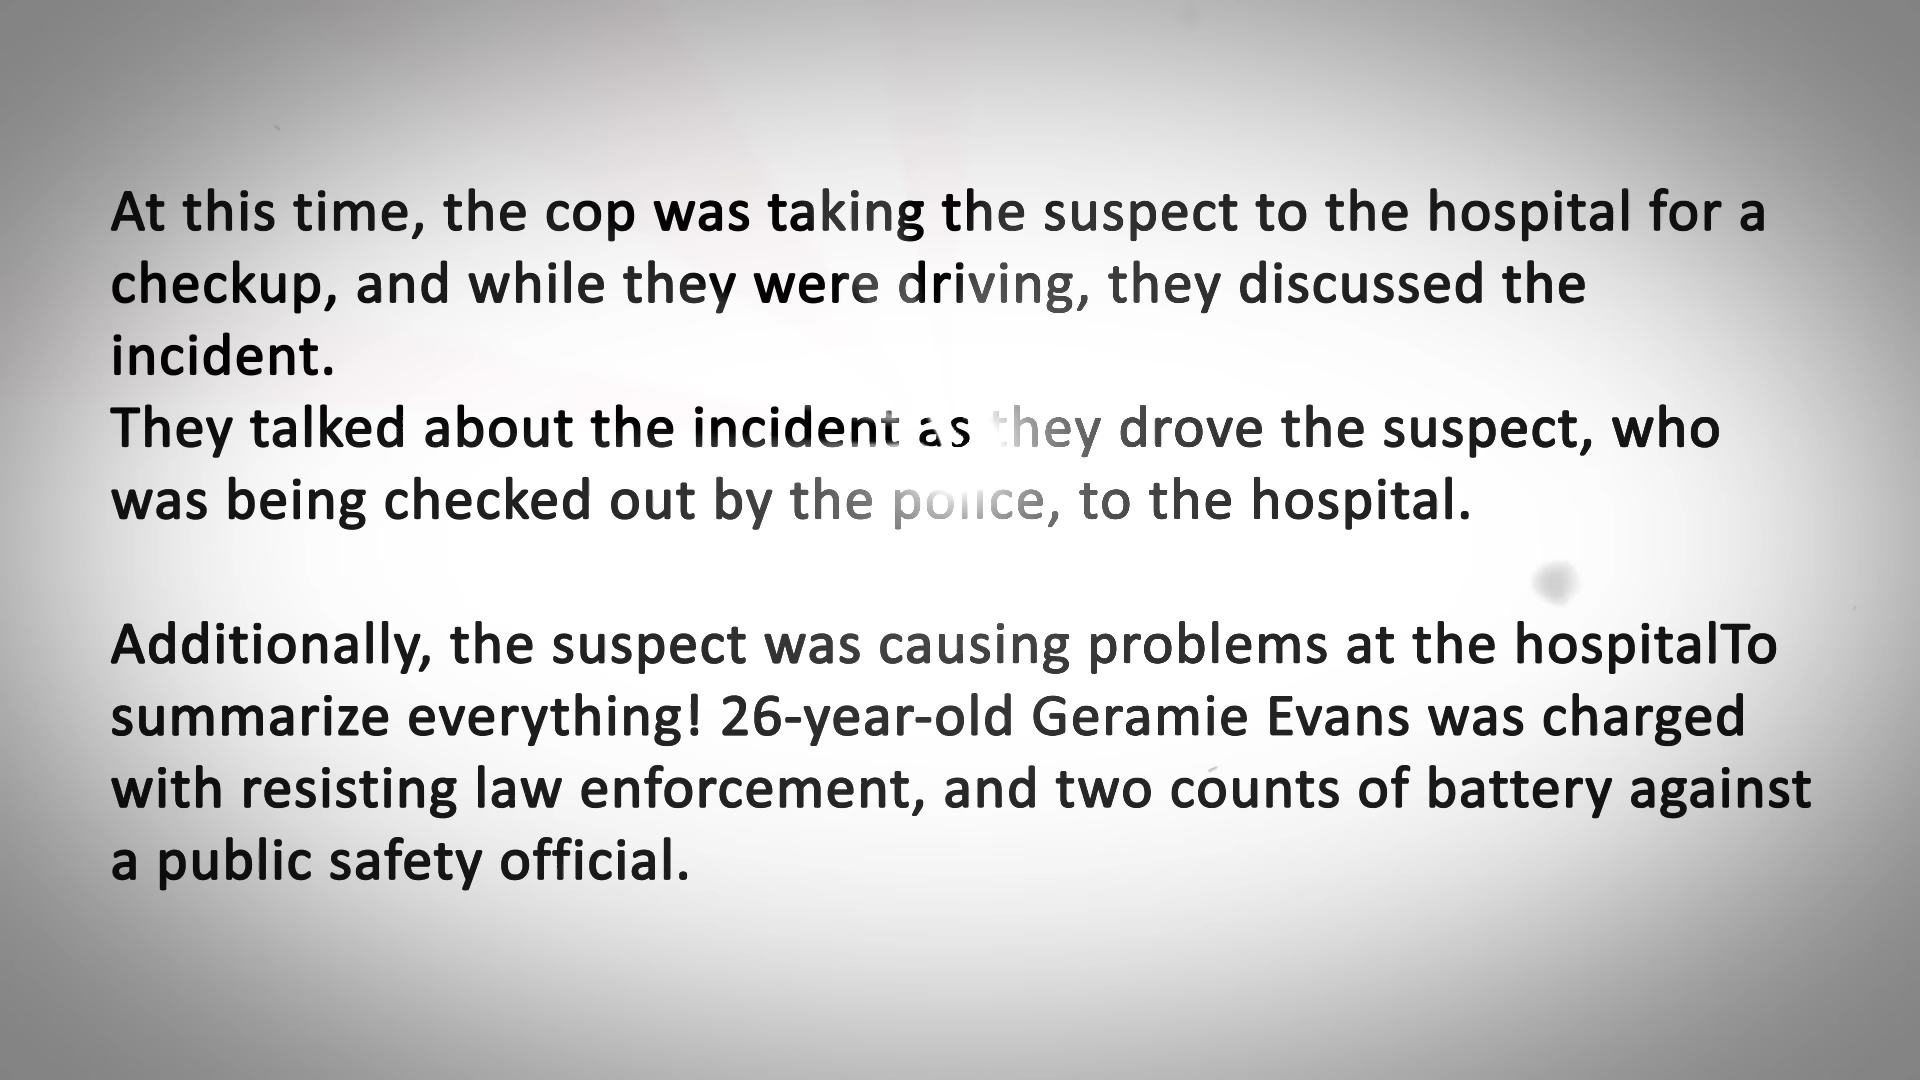 At this time, the cop was taking the suspect to the hospital for a
checkup, and while they were driving, they discussed the
incident.
They talked about the incident as they drove the suspect, who
was being checked out by the police, to the hospital.
Additionally, the suspect was causing problems at the hospitalTo
summarize everything! 26-year-old Geramie Evans was charged
with resisting law enforcement, and two counts of battery against
a public safety official.